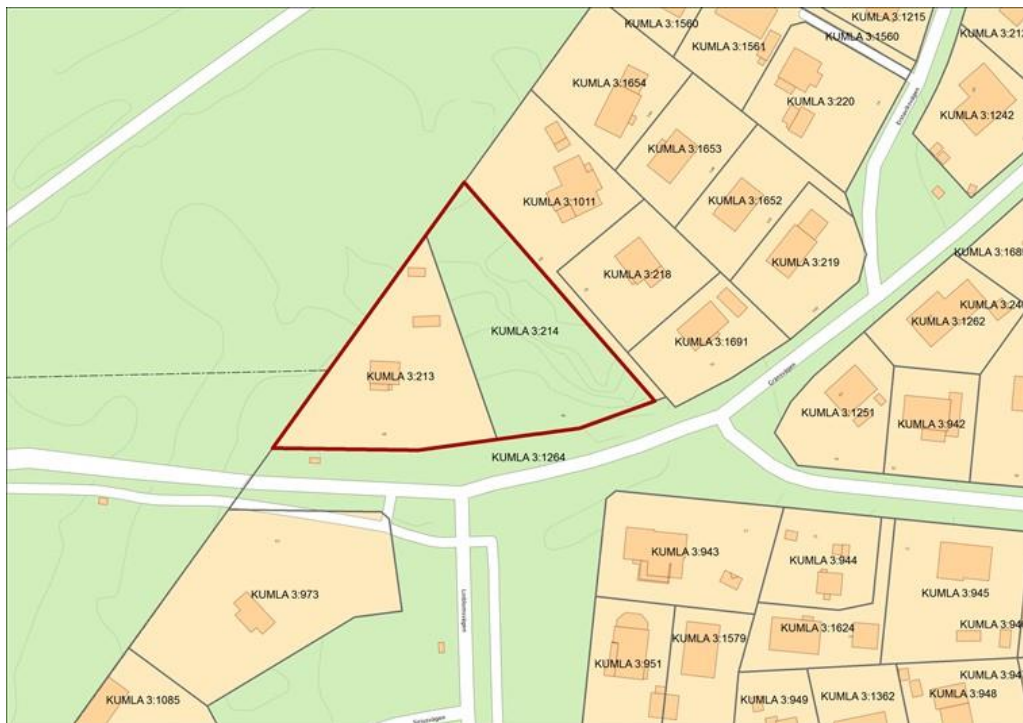 KUMLA 3:1560
KUMLA 3:1215
KUMLA 3:1560
KUMLA 3:1561
KUMLA 3:1654
KUMLA 3:220
KUMLA 3:1242
KUMLA 3:1653
KUMLA 3:1011
KUMLA 3:1652
KUMLA 3:218
KUMLA 3:219
KUMLA 3:214
KUMLA 3:1691
KUMLA 3:1262
KUMLA 3:213
Gränsvägen
KUMLA 3:1251
KUMLA 3:942
KUMLA 3:1264
KUMLA 3:943
KUMLA 3:944
KUMLA 3:945
KUMLA 3:973
KUMLA 3:1624
KUMLA 3:1579
KUMLA 3:951
KUMLA 3:1085
KUMLA 3:949
KUMLA 3:1362
KUMLA 3:948